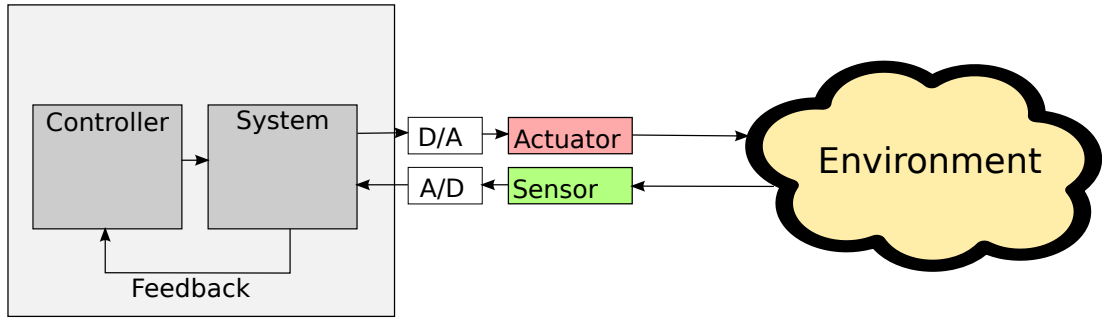 Controller
System
D/A
Actuator
A/D
Sensor
Environment
Feedback